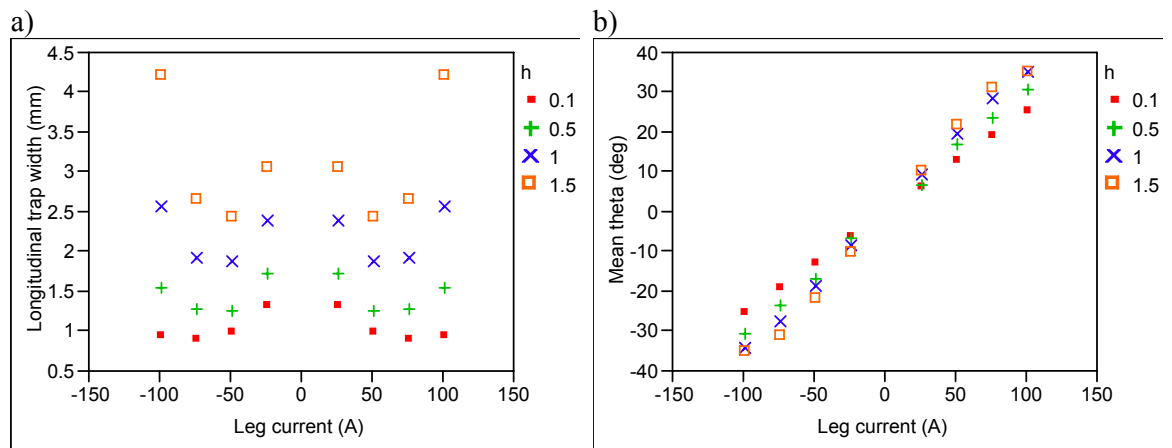 a)
Longitudinal trap width (mm)
4.5
4
3.5
3
2.5
2
1.5
1
0.5
-150 -100 -50 0 50 100 150
Leg current (A)
h
0.1
0.5
1
1.5
b)
Mean theta (deg)
40
30
20
10
0
-10
-20
-30
-40
-150 -100 -50 0 50 100 150
Leg current (A)
h
0.1
0.5
1
1.5